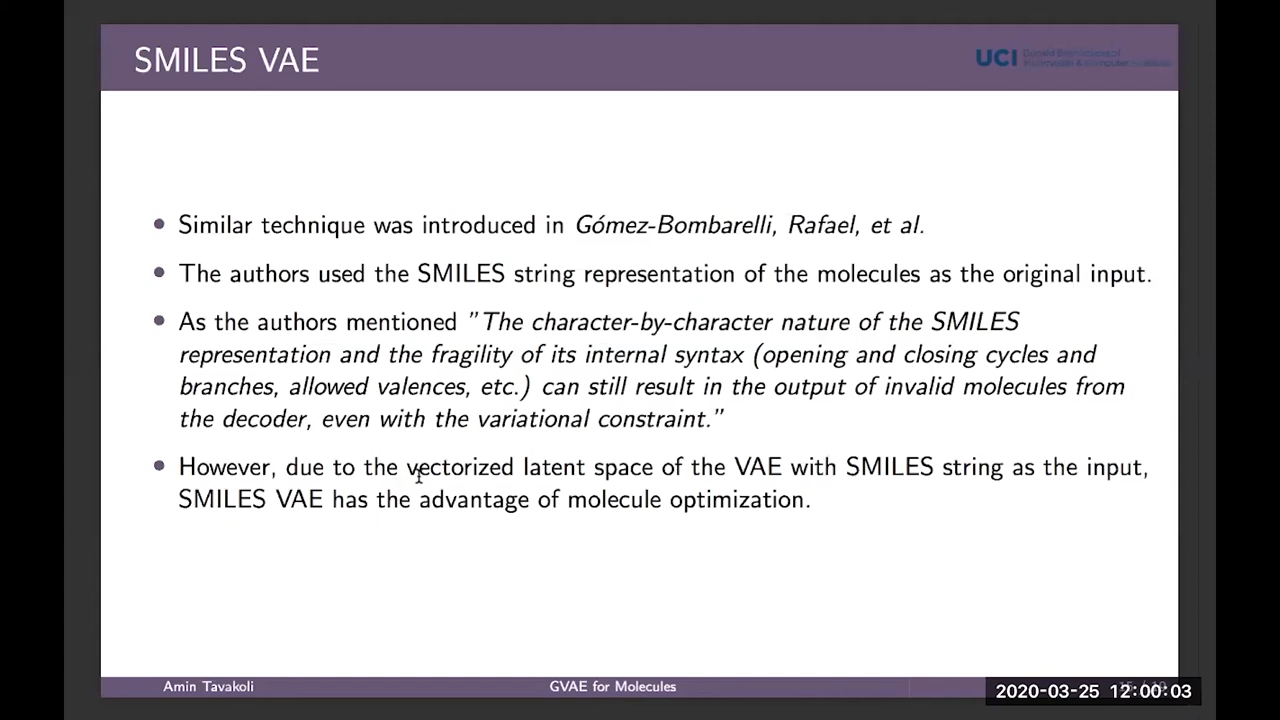 SMILES VAE
UCI
Similar technique was introduced in Gómez-Bombarelli, Rafael, et al.
The authors used the SMILES string representation of the molecules as the original input.
As the authors mentioned ”The character-by-character nature of the SMILES
representation and the fragility of its internal syntax (opening and closing cycles and
branches, allowed valences, etc.) can still result in the output of invalid molecules from
the decoder, even with the variational constraint.”
However, due to the vectorized latent space of the VAE with SMILES string as the input,
SMILES VAE has the advantage of molecule optimization.
Amin Tavakoli
GVAE for Molecules
2020-03-25 12:00:03